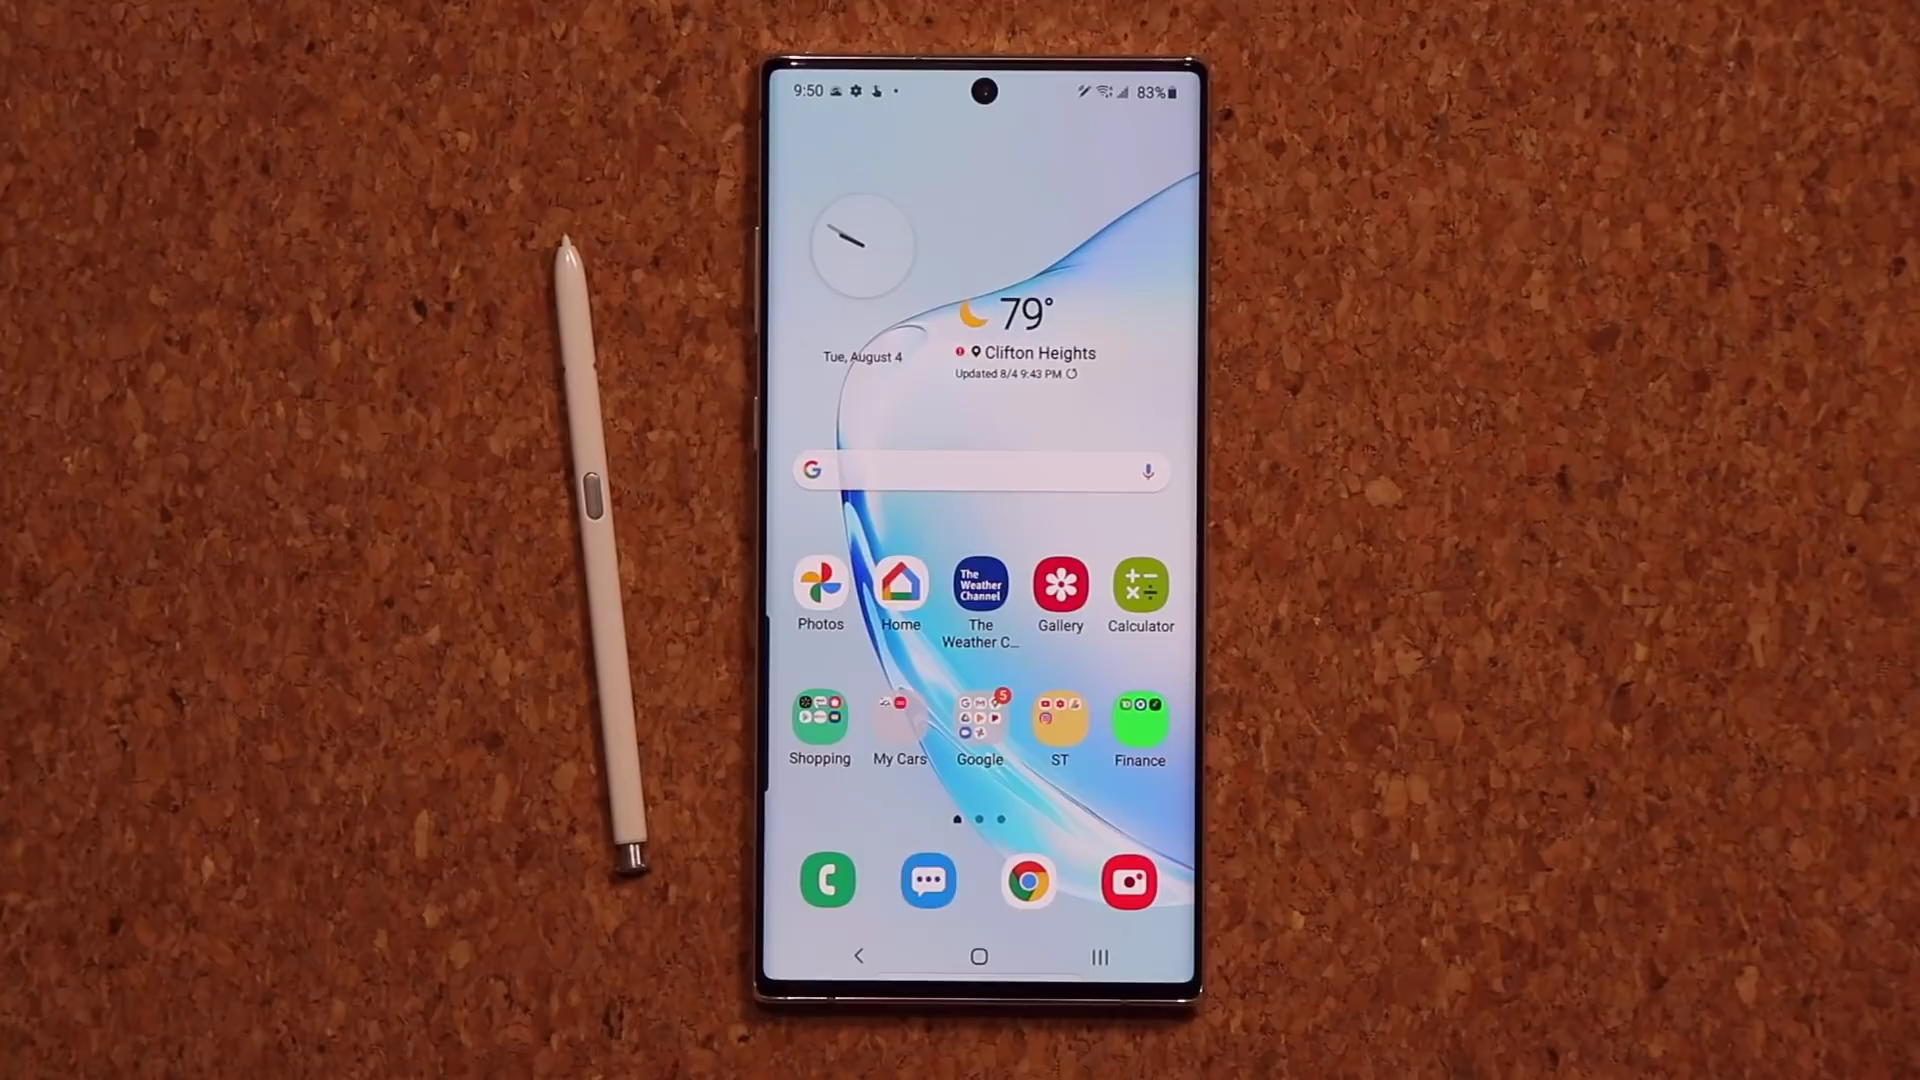 9:50
83%
79°
Tue, August 4
Clifton Heights
Updated 8/4 9:43 PM
The
Weather
Channel
Photos
Home
The
Weather C...
Gallery
Calculator
5
Shopping
My Cars
Google
ST
Finance